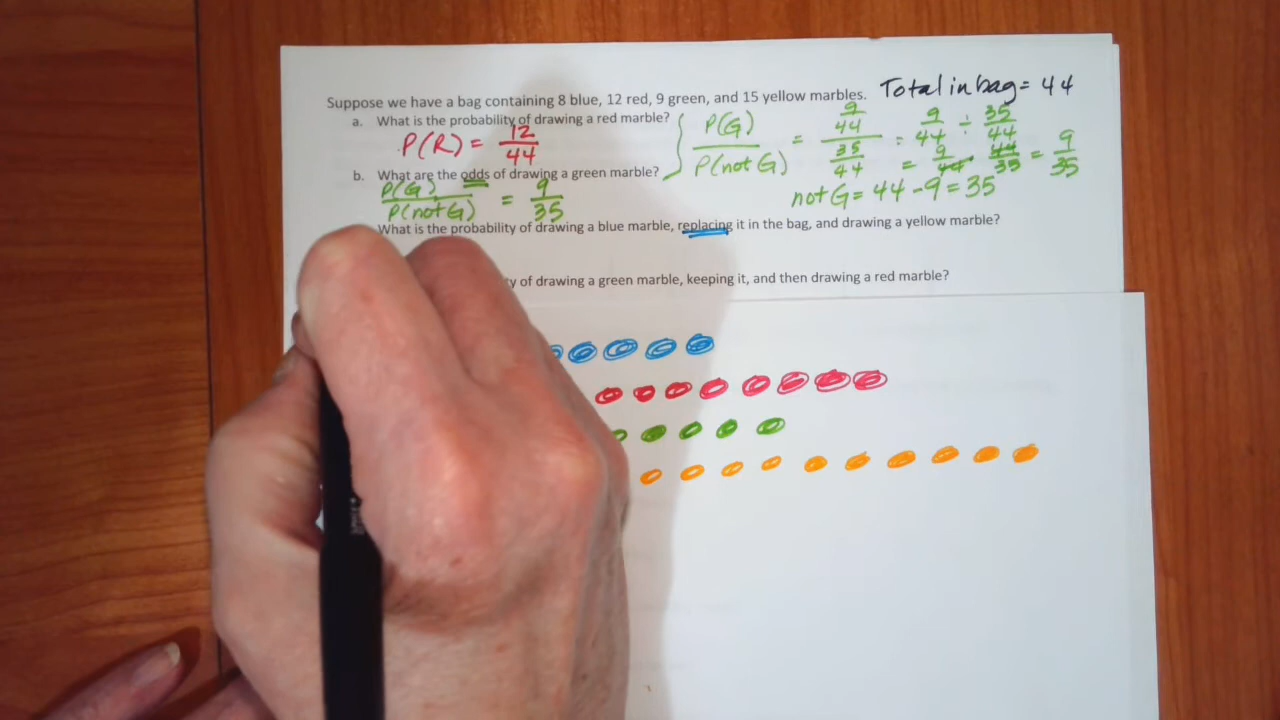 Suppose we have a bag containing 8 blue, 12 red, 9 green, and 15 yellow marbles. Total in bag = 44
a. What is the probability of drawing a red marble?
P(R) = 12/44
P(G)/P(not G) = 9/44 / 35/44 = 9/44 ÷ 35/44
= 9/44 · 44/35 = 9/35
b. What are the odds of drawing a green marble?
P(G)/P(not G) = 9/35
not G = 44 - 9 = 35
What is the probability of drawing a blue marble, replacing it in the bag, and drawing a yellow marble?
of drawing a green marble, keeping it, and then drawing a red marble?